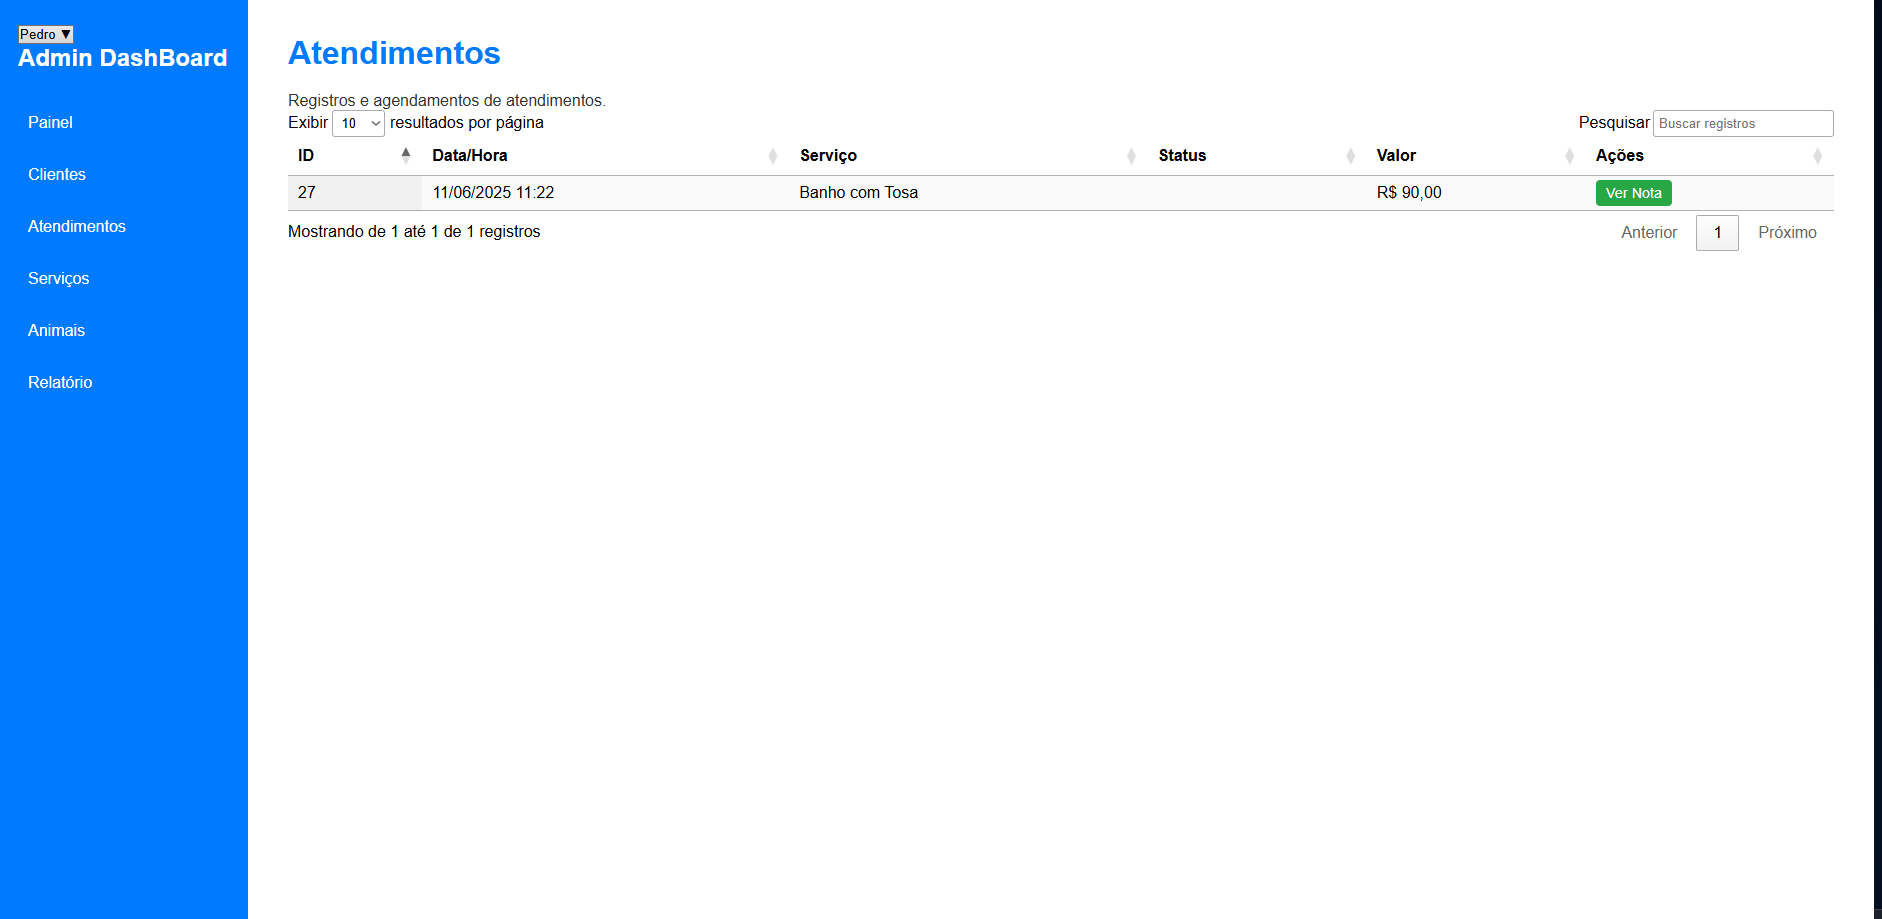 Pedro ▼
Admin DashBoard
Painel
Clientes
Atendimentos
Serviços
Animais
Relatório
Atendimentos
Registros e agendamentos de atendimentos.
Exibir 10 resultados por página
Pesquisar Buscar registros
ID Data/Hora Serviço Status Valor Ações
27 11/06/2025 11:22 Banho com Tosa R$ 90,00 Ver Nota
Mostrando de 1 até 1 de 1 registros
Anterior 1 Próximo